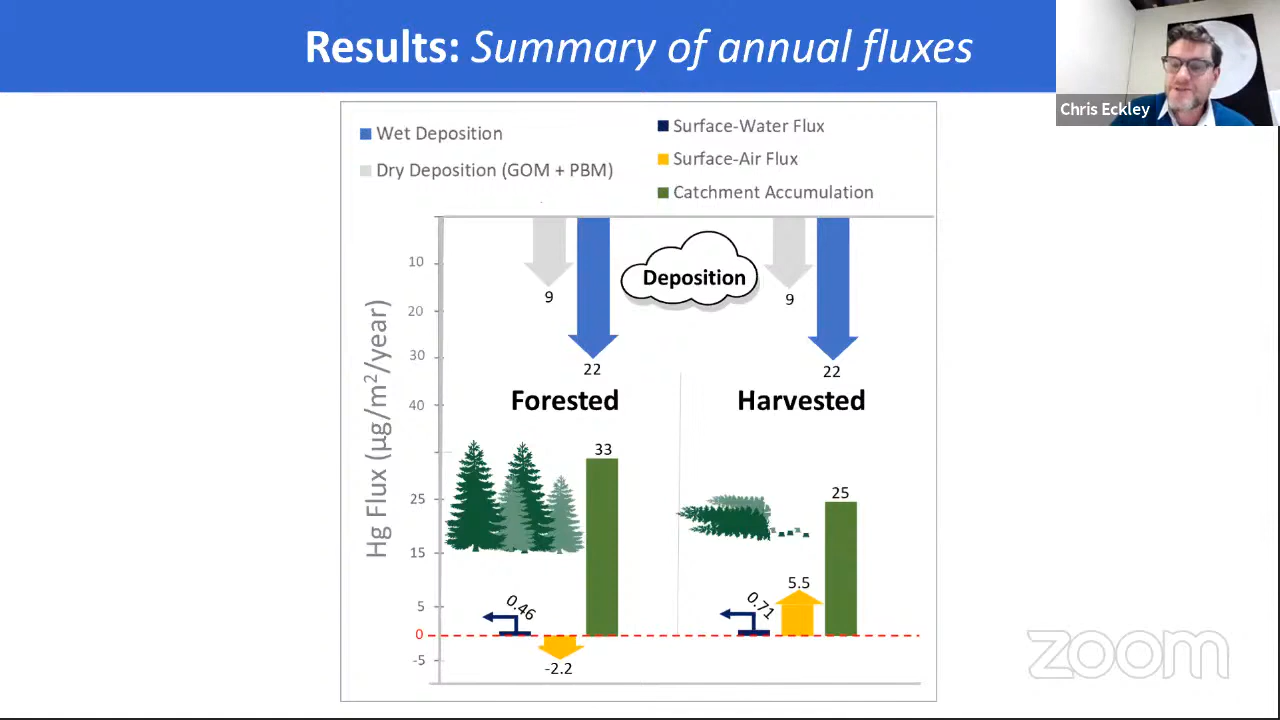 Results: Summary of annual fluxes
Chris Eckley
Wet Deposition
Dry Deposition (GOM + PBM)
Surface-Water Flux
Surface-Air Flux
Catchment Accumulation
Hg Flux (µg/m²/year)
10
20
30
40
25
15
5
0
-5
9
22
Deposition
9
22
Forested
Harvested
33
0.46
-2.2
25
0.71
5.5
zoom